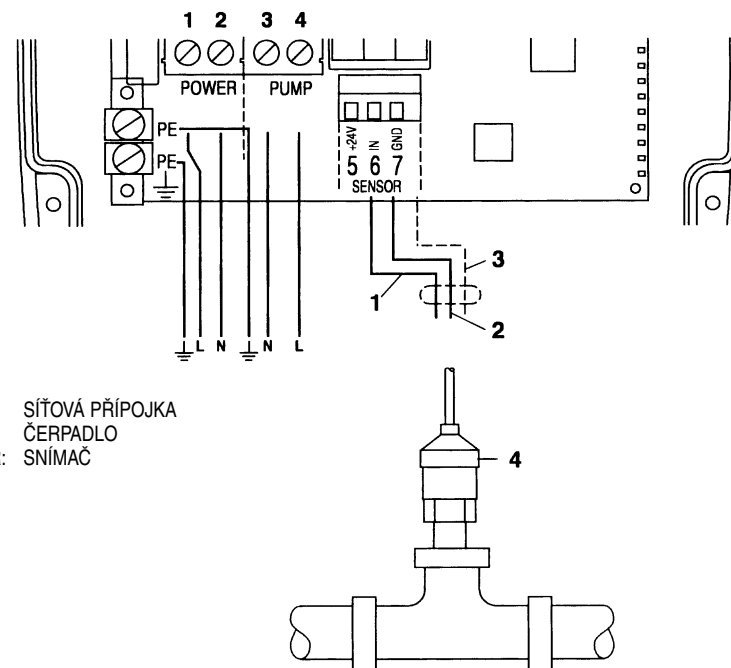 1 2 3 4
POWER PUMP
PE
PE
+24V IN GND
5 6 7
SENSOR
3
1
2
L N N L
SÍŤOVÁ PŘÍPOJKA
ČERPADLO
: SNÍMAČ
4